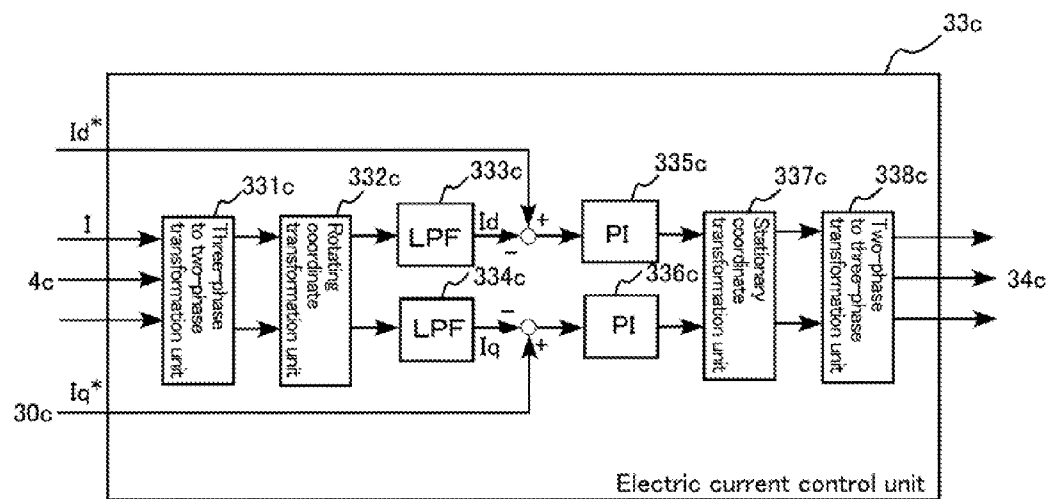 33c
Id*
331c
332c
333c
335c
337c
338c
I
Three-phase
to two-phase
transformation unit
Rotating
coordinate
transformation unit
LPF
Id
+
−
PI
Stationary
coordinate
transformation unit
Two-phase
to three-phase
transformation unit
4c
334c
336c
34c
LPF
−
Iq
+
PI
Iq*
30c
Electric current control unit